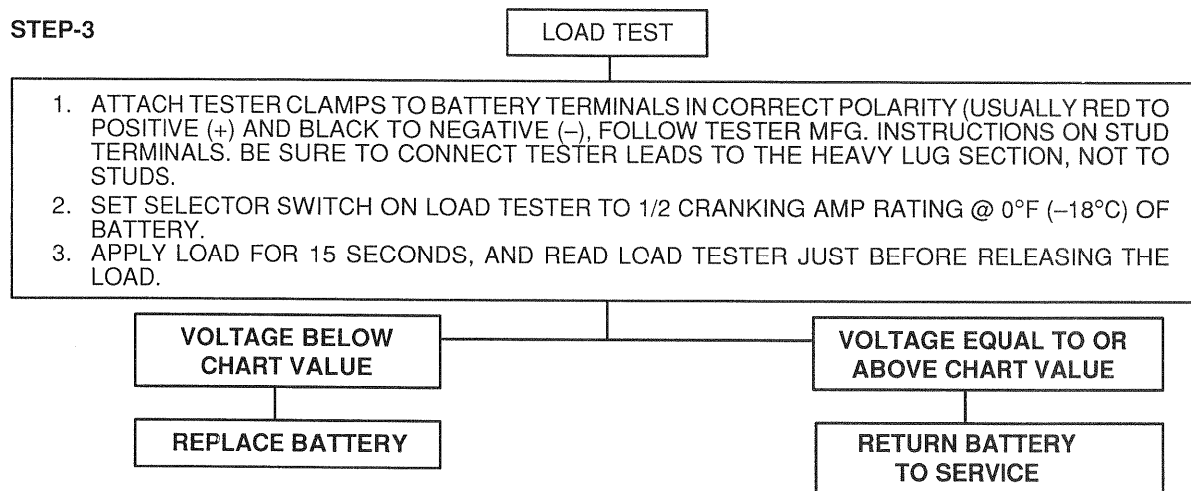 STEP-3
LOAD TEST
1. ATTACH TESTER CLAMPS TO BATTERY TERMINALS IN CORRECT POLARITY (USUALLY RED TO
POSITIVE (+) AND BLACK TO NEGATIVE (–), FOLLOW TESTER MFG. INSTRUCTIONS ON STUD
TERMINALS. BE SURE TO CONNECT TESTER LEADS TO THE HEAVY LUG SECTION, NOT TO
STUDS.
2. SET SELECTOR SWITCH ON LOAD TESTER TO 1/2 CRANKING AMP RATING @ 0°F (–18°C) OF
BATTERY.
3. APPLY LOAD FOR 15 SECONDS, AND READ LOAD TESTER JUST BEFORE RELEASING THE
LOAD.
VOLTAGE BELOW
CHART VALUE
REPLACE BATTERY
VOLTAGE EQUAL TO OR
ABOVE CHART VALUE
RETURN BATTERY
TO SERVICE